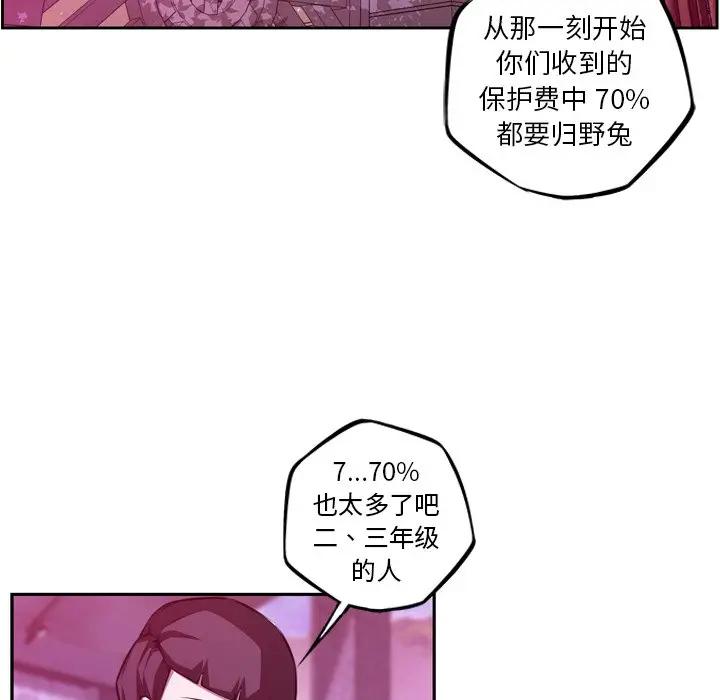 从那一刻开始
你们收到的
保护费中 70%
都要归野兔
7...70%
也太多了吧
二、三年级
的人